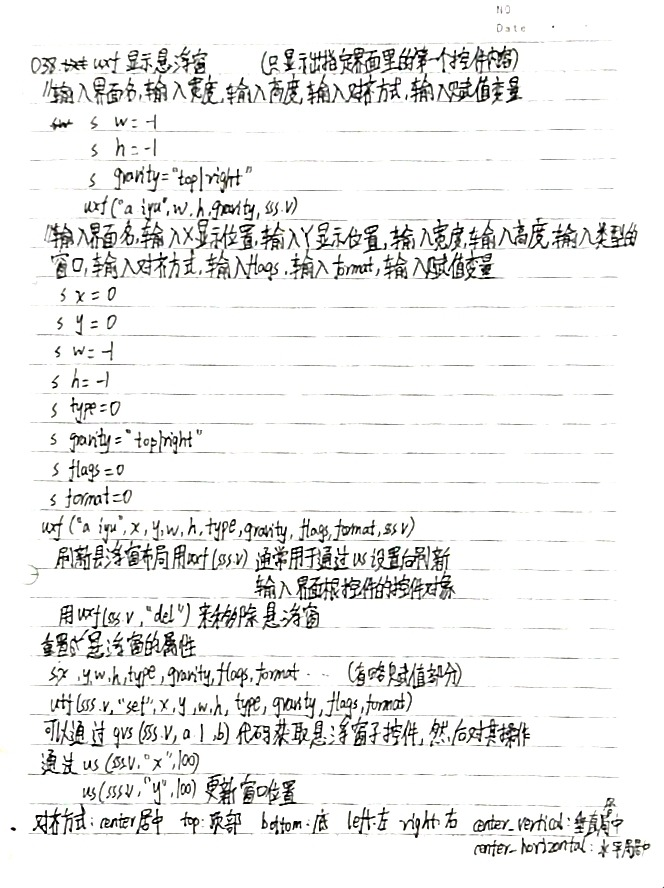 NO
Date
038. uxf 显示悬浮窗 (只显示出指定界面里的第一个控件内容)
//输入界面名,输入宽度,输入高度,输入对齐方式,输入赋值变量
s w=-1
s h=-1
s gravity="top|right"
uxf("a.iyu",w,h,gravity,sss.v)
//输入界面名,输入X显示位置,输入Y显示位置,输入宽度,输入高度,输入类型的
窗口,输入对齐方式,输入flags,输入format,输入赋值变量
s x=0
s y=0
s w=-1
s h=-1
s type=0
s gravity="top|right"
s flags=0
s format=0
uxf("a.iyu",x,y,w,h,type,gravity,flags,format,ss.v)
刷新悬浮窗布局用uxf(sss.v) 通常用于通过us设置后刷新
输入界面根控件的控件对象
用uxf(ss.v,"del") 来移除悬浮窗
重置悬浮窗的属性
s x,y,w,h,type,gravity,flags,format... (省略赋值部分)
utf(sss.v,"set",x,y,w,h,type,gravity,flags,format)
可以通过gvs(sss.v,a.1,b)代码获取悬浮窗子控件,然后对其操作
通过us(sss.v,"x",100)
us(sss.v,"y",100)更新窗口位置
对齐方式:center居中 top:顶部 bottom:底 left:左 right:右 center_vertical:垂直居中
center_horizontal:水平居中